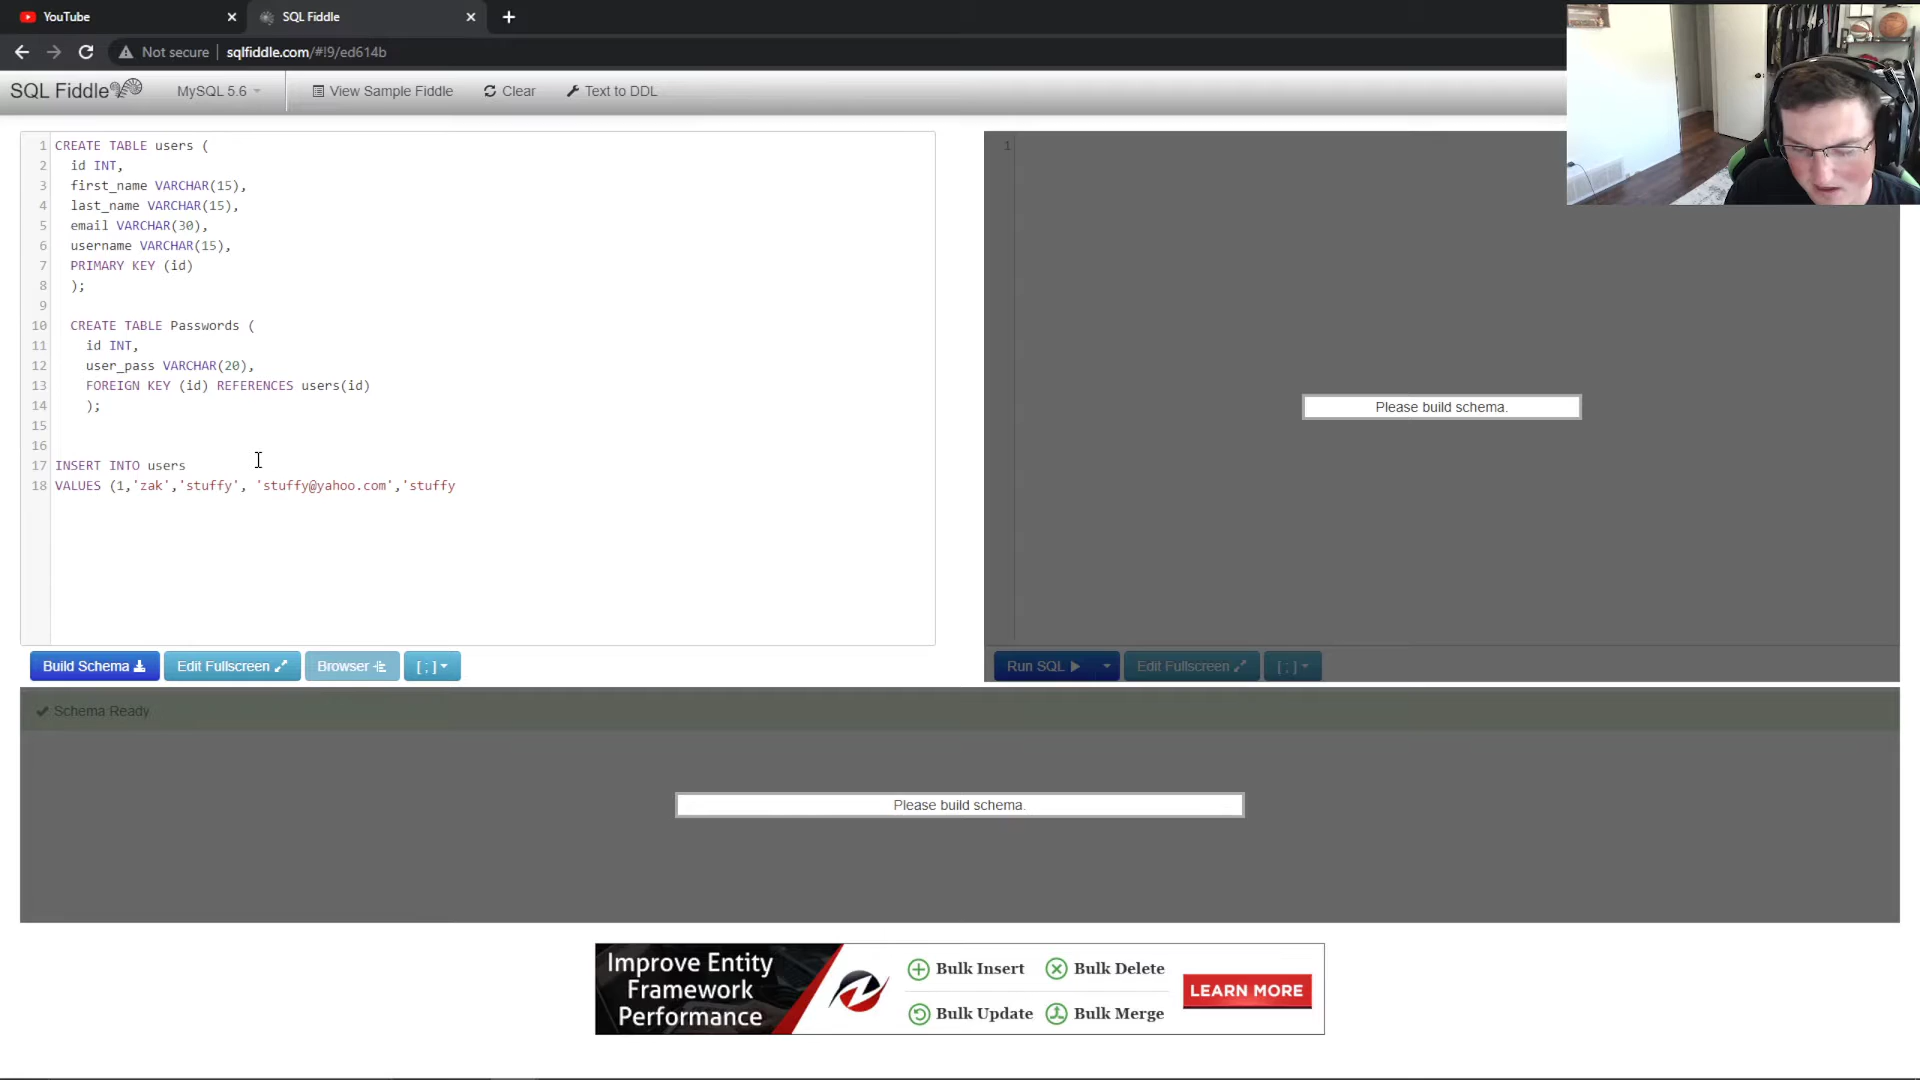 YouTube
SQL Fiddle
Not secure
sqlfiddle.com/#!9/ed614b
SQL Fiddle
MySQL 5.6
View Sample Fiddle
Clear
Text to DDL
1 CREATE TABLE users (
2 id INT,
3 first_name VARCHAR(15),
4 last_name VARCHAR(15),
5 email VARCHAR(30),
6 username VARCHAR(15),
7 PRIMARY KEY (id)
8 );
9
10 CREATE TABLE Passwords (
11 id INT,
12 user_pass VARCHAR(20),
13 FOREIGN KEY (id) REFERENCES users(id)
14 );
15
16
17 INSERT INTO users
18 VALUES (1,'zak','stuffy', 'stuffy@yahoo.com','stuffy
1
Please build schema.
Build Schema
Edit Fullscreen
Browser
[ ; ]
Run SQL
Edit Fullscreen
[ ; ]
Schema Ready
Please build schema.
Improve Entity
Framework
Performance
Bulk Insert
Bulk Delete
Bulk Update
Bulk Merge
LEARN MORE